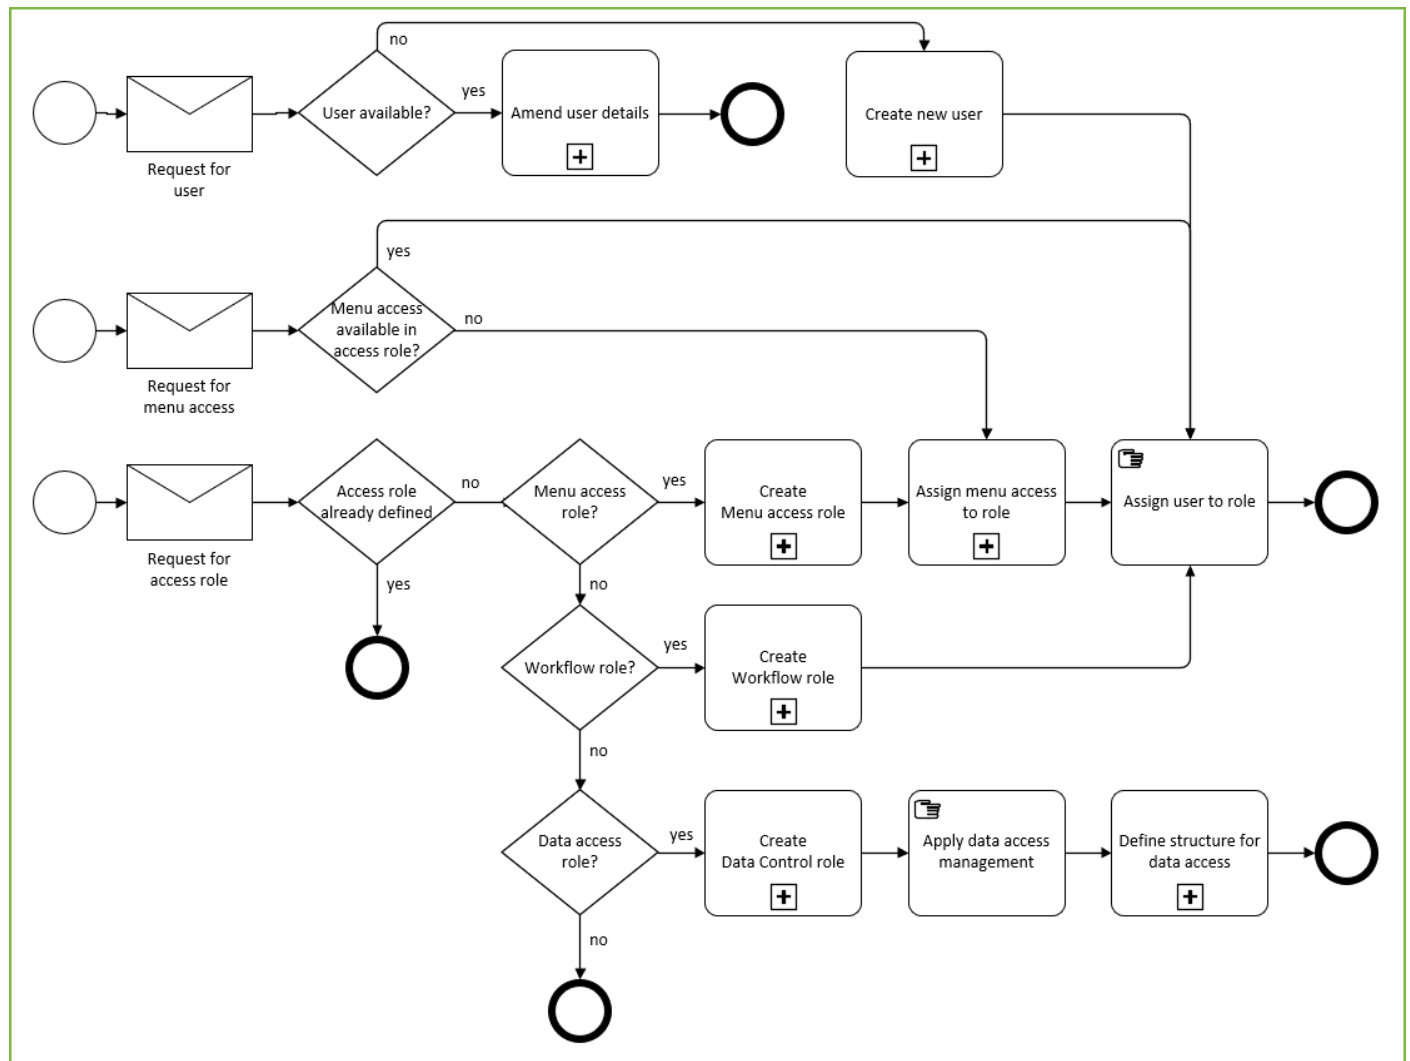 no
yes
User available?
Amend user details
Create new user
Request for
user
yes
Menu access
available in
access role?
no
Request for
menu access
Access role
already defined
no
Menu access
role?
yes
Create
Menu access role
Assign menu access
to role
Assign user to role
Request for
access role
yes
no
Workflow role?
yes
Create
Workflow role
no
Data access
role?
yes
Create
Data Control role
Apply data access
management
Define structure for
data access
no